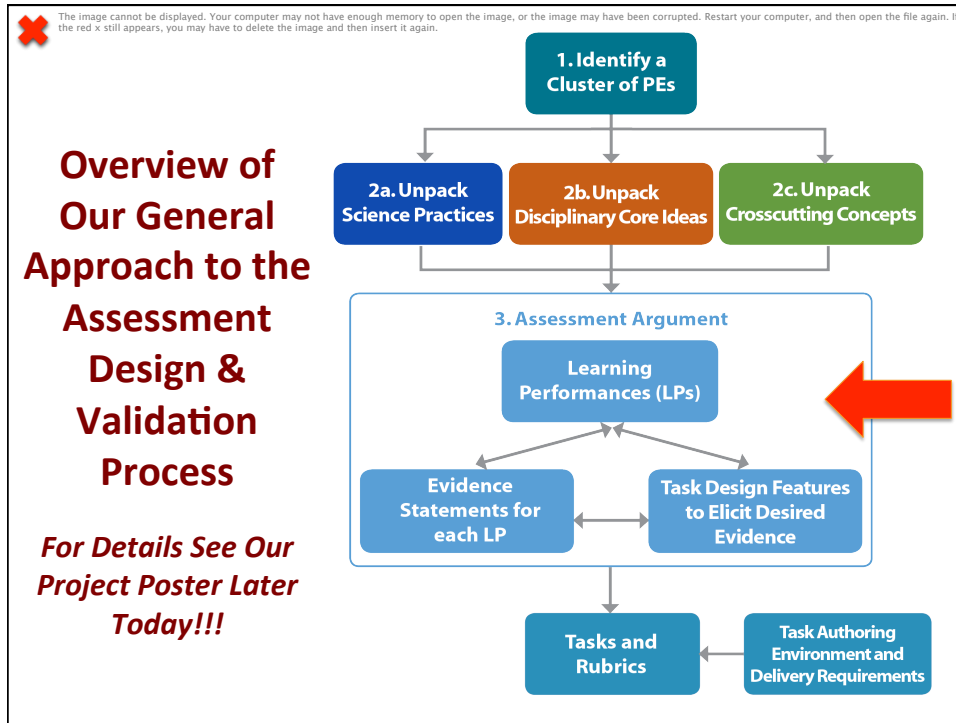 The image cannot be displayed. Your computer may not have enough memory to open the image, or the image may have been corrupted. Restart your computer, and then open the file again. If
the red x still appears, you may have to delete the image and then insert it again.
Overview of
Our General
Approach to the
Assessment
Design &
Validation
Process
For Details See Our
Project Poster Later
Today!!!
1. Identify a
Cluster of PEs
2a. Unpack
Science Practices
2b. Unpack
Disciplinary Core Ideas
2c. Unpack
Crosscutting Concepts
3. Assessment Argument
Learning
Performances (LPs)
Evidence
Statements for
each LP
Task Design Features
to Elicit Desired
Evidence
Tasks and
Rubrics
Task Authoring
Environment and
Delivery Requirements